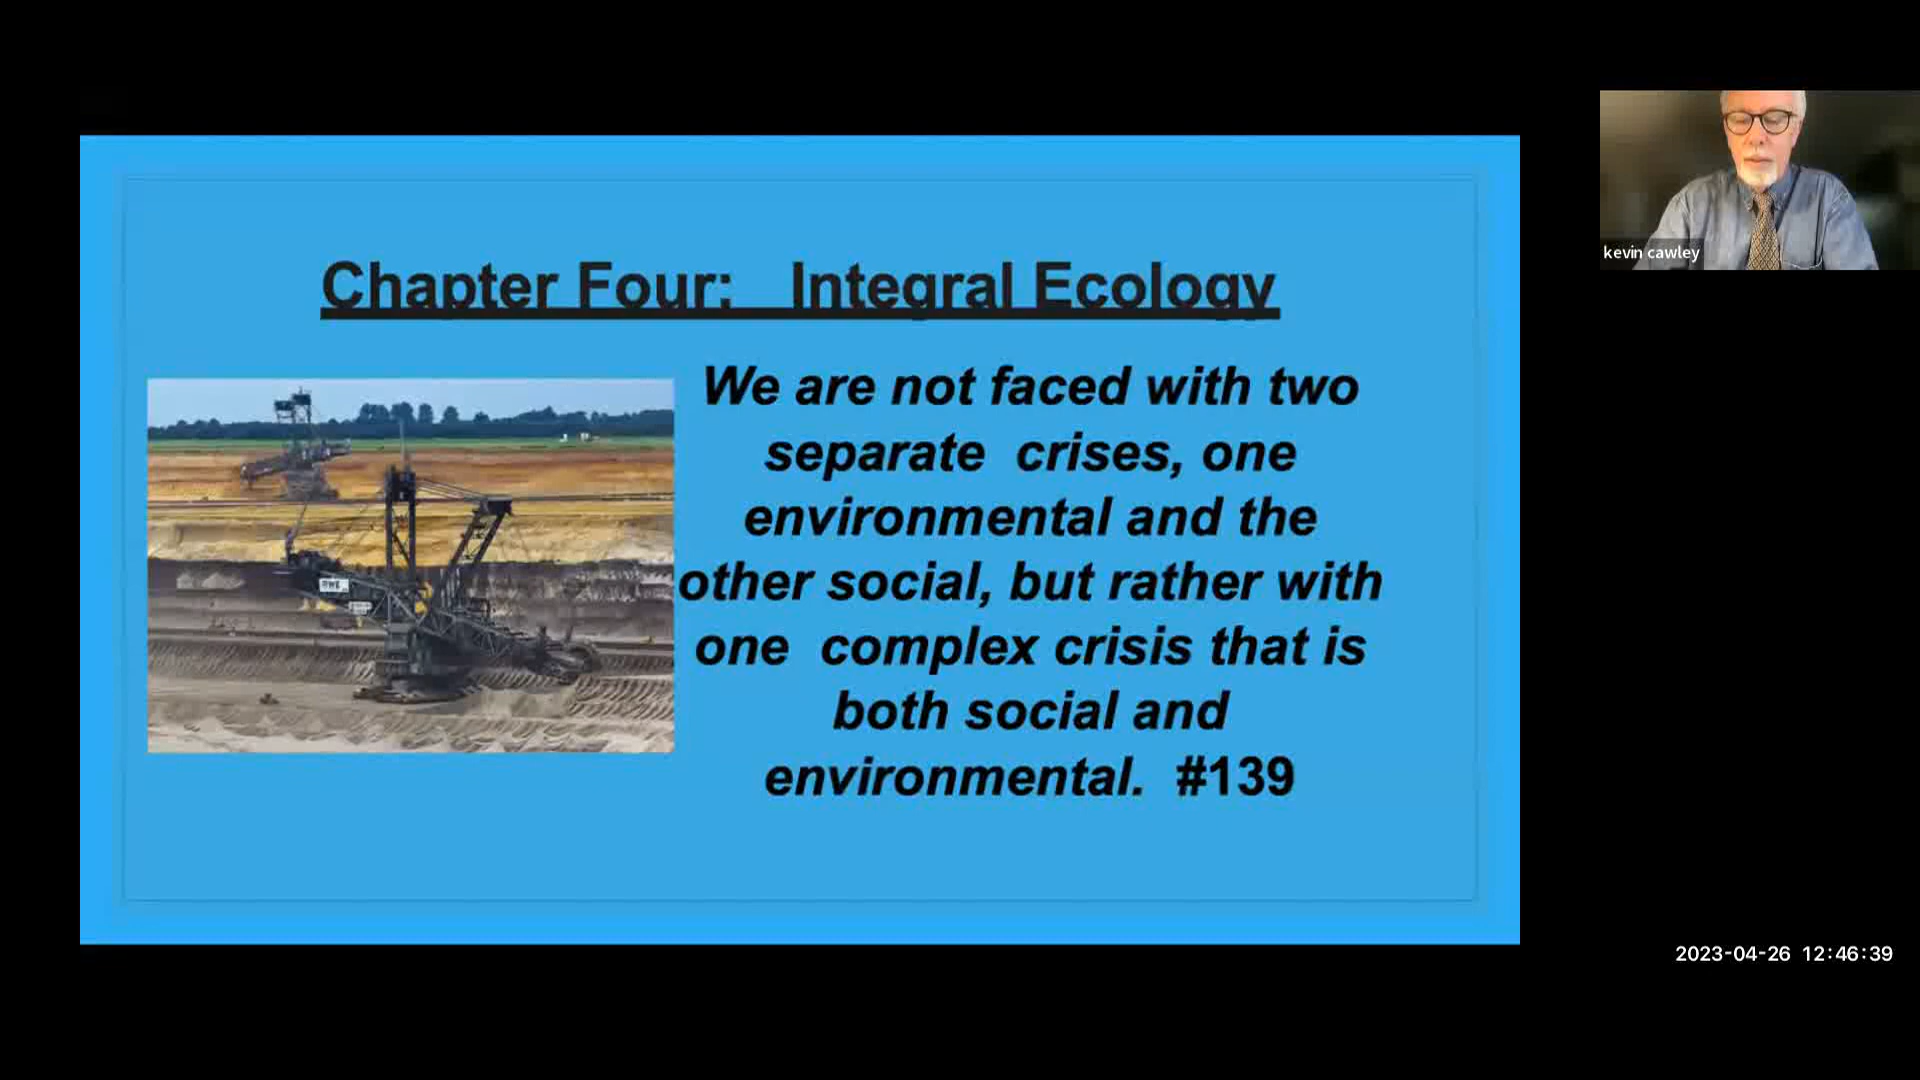 Chapter Four: Integral Ecology
We are not faced with two
separate crises, one
environmental and the
other social, but rather with
one complex crisis that is
both social and
environmental. #139
RWE
kevin cawley
2023-04-26 12:46:39